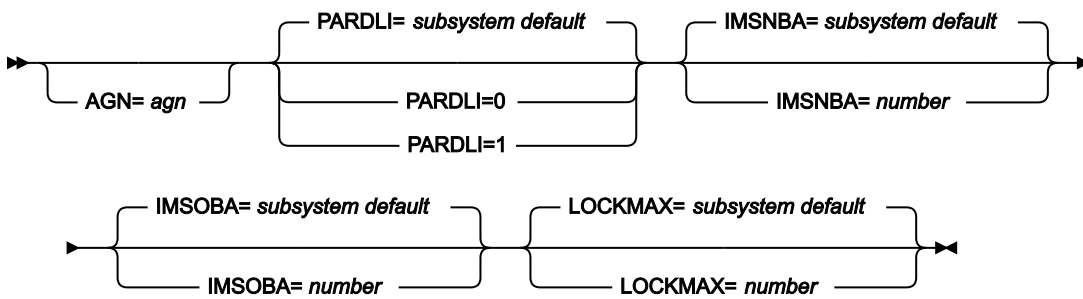 PARDLI= subsystem default
IMSNBA= subsystem default
AGN= agn
PARDLI=0
IMSNBA= number
PARDLI=1
IMSOBA= subsystem default
LOCKMAX= subsystem default
IMSOBA= number
LOCKMAX= number